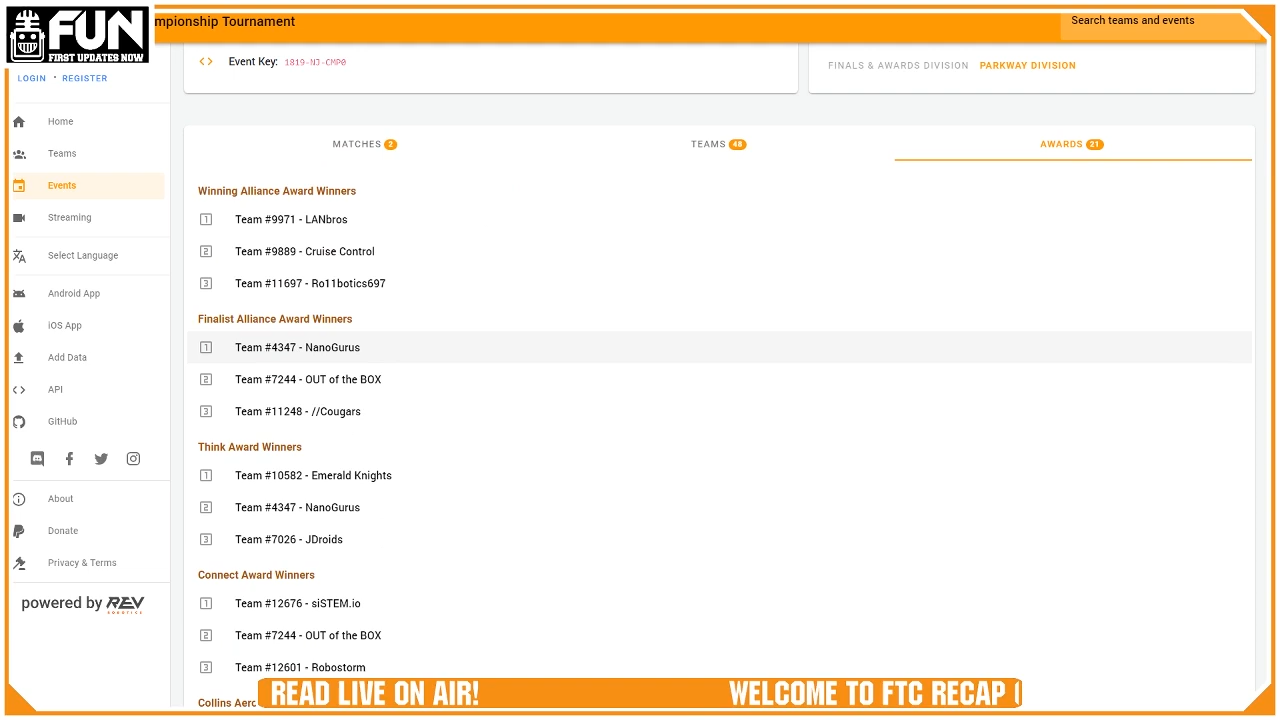 FUN
FIRST UPDATES NOW
mpionship Tournament
Search teams and events
LOGIN • REGISTER
Home
Teams
Events
Streaming
Select Language
Android App
iOS App
Add Data
API
GitHub
About
Donate
Privacy & Terms
powered by REV
ROBOTICS
Event Key: 1819-NJ-CMP0
FINALS & AWARDS DIVISION PARKWAY DIVISION
MATCHES 2 TEAMS 48 AWARDS 21
Winning Alliance Award Winners
1 Team #9971 - LANbros
2 Team #9889 - Cruise Control
3 Team #11697 - Ro11botics697
Finalist Alliance Award Winners
1 Team #4347 - NanoGurus
2 Team #7244 - OUT of the BOX
3 Team #11248 - //Cougars
Think Award Winners
1 Team #10582 - Emerald Knights
2 Team #4347 - NanoGurus
3 Team #7026 - JDroids
Connect Award Winners
1 Team #12676 - siSTEM.io
2 Team #7244 - OUT of the BOX
3 Team #12601 - Robostorm
Collins Aero
READ LIVE ON AIR! WELCOME TO FTC RECAP (